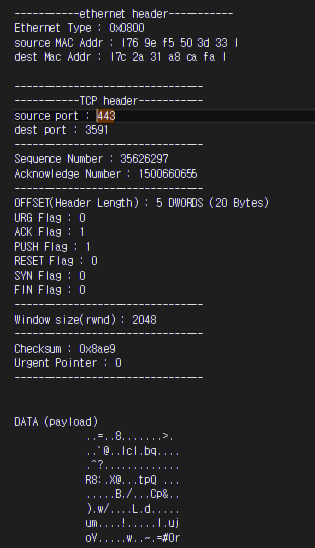 -----------ethernet header-----------
Ethernet Type : 0x0800
source MAC Addr : |76 9e f5 50 3d 33 |
dest Mac Addr : |7c 2a 31 a8 ca fa |
--------------------------------
-----------TCP header-----------
source port : 443
dest port : 3591
--------------------------------
Sequence Number : 35626297
Acknowledge Number : 1500660655
--------------------------------
OFFSET(Header Length) : 5 DWORDS (20 Bytes)
URG Flag : 0
ACK Flag : 1
PUSH Flag : 1
RESET Flag : 0
SYN Flag : 0
FIN Flag : 0
--------------------------------
Window size(rwnd) : 2048
--------------------------------
Checksum : 0x8ae9
Urgent Pointer : 0
--------------------------------
DATA (payload)
..=..8.......>.
..`@..lcl.bq....
.^?.............
R8:.X@...tpQ ...
.....B./...Cp&..
).w/....L.d.....
um....!.....l.uj
oV.....w..~.=#Or